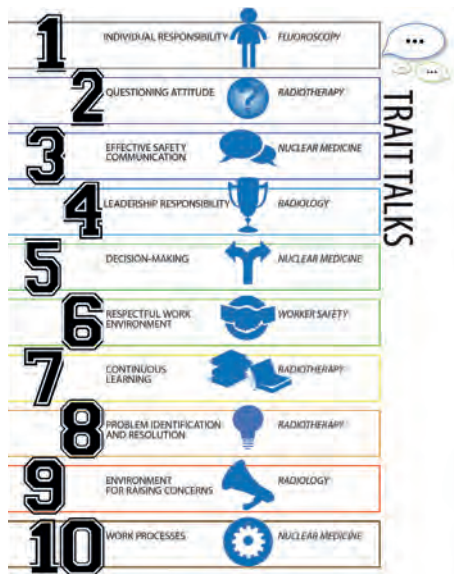 1 INDIVIDUAL RESPONSIBILITY FLUOROSCOPY
2 QUESTIONING ATTITUDE ? RADIOTHERAPY
3 EFFECTIVE SAFETY
COMMUNICATION NUCLEAR MEDICINE
4 LEADERSHIP RESPONSIBILITY RADIOLOGY
5 DECISION-MAKING NUCLEAR MEDICINE
6 RESPECTFUL WORK
ENVIRONMENT WORKER SAFETY
7 CONTINUOUS
LEARNING RADIOTHERAPY
8 PROBLEM IDENTIFICATION
AND RESOLUTION RADIOTHERAPY
9 ENVIRONMENT
FOR RAISING CONCERNS RADIOLOGY
10 WORK PROCESSES NUCLEAR MEDICINE
...
...
TRAIT TALKS